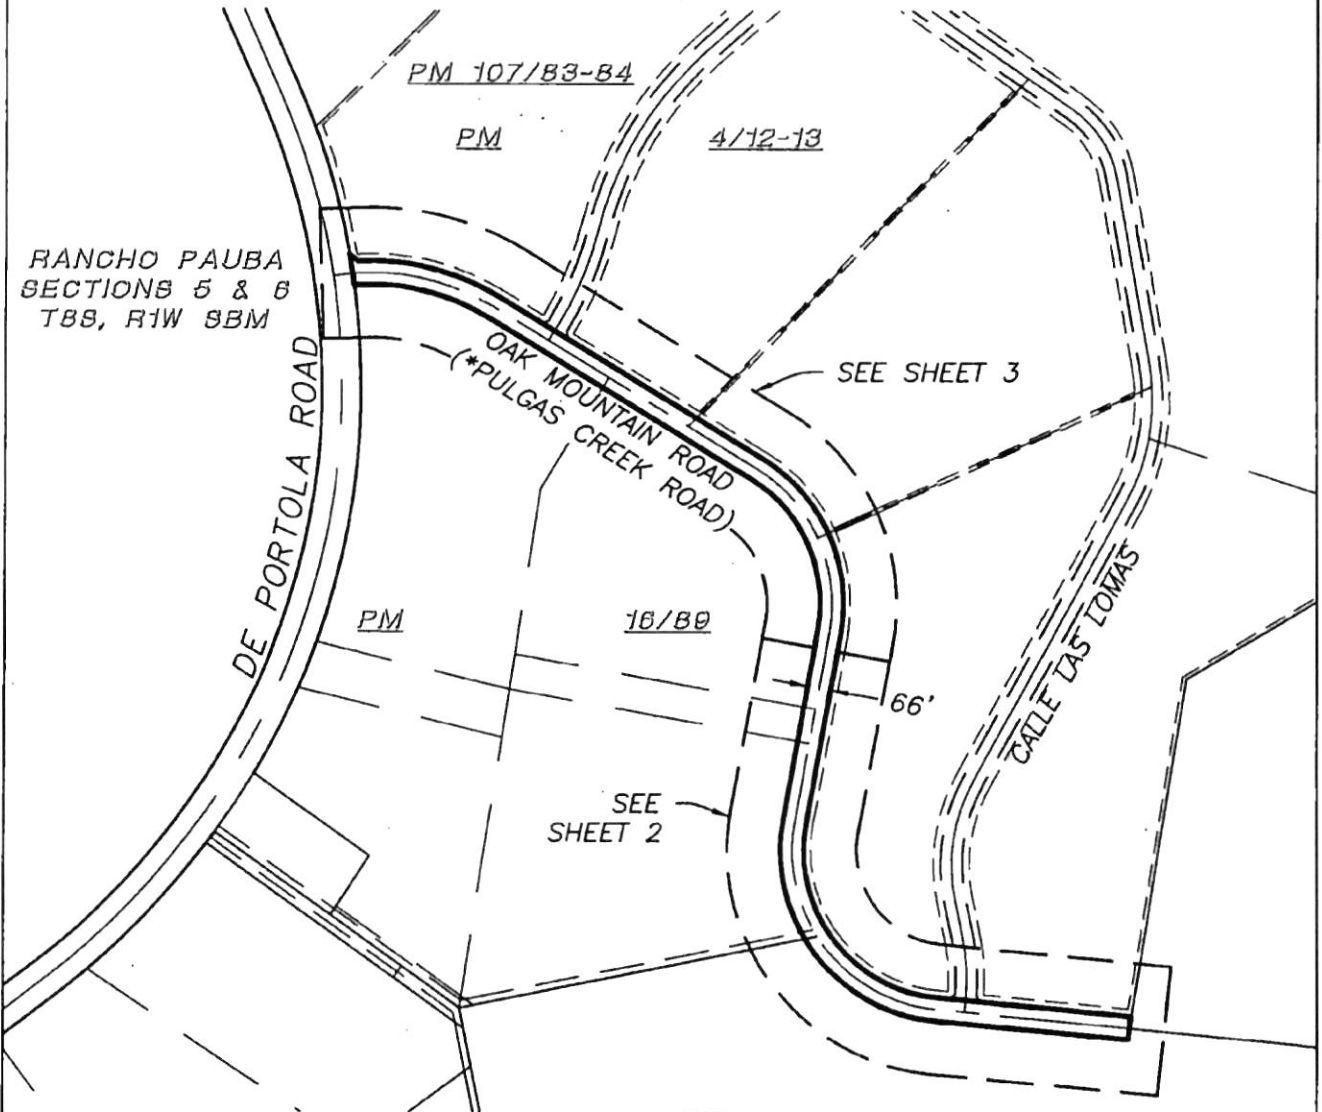 PM 107/83-84
PM
4/12-13
RANCHO PAUBA
SECTIONS 5 & 6
T8S, R1W SBM
SEE SHEET 3
OAK MOUNTAIN ROAD
(*PULGAS CREEK ROAD)
DE PORTOLA ROAD
PM
16/89
66'
CALLE LAS LOMAS
SEE
SHEET 2